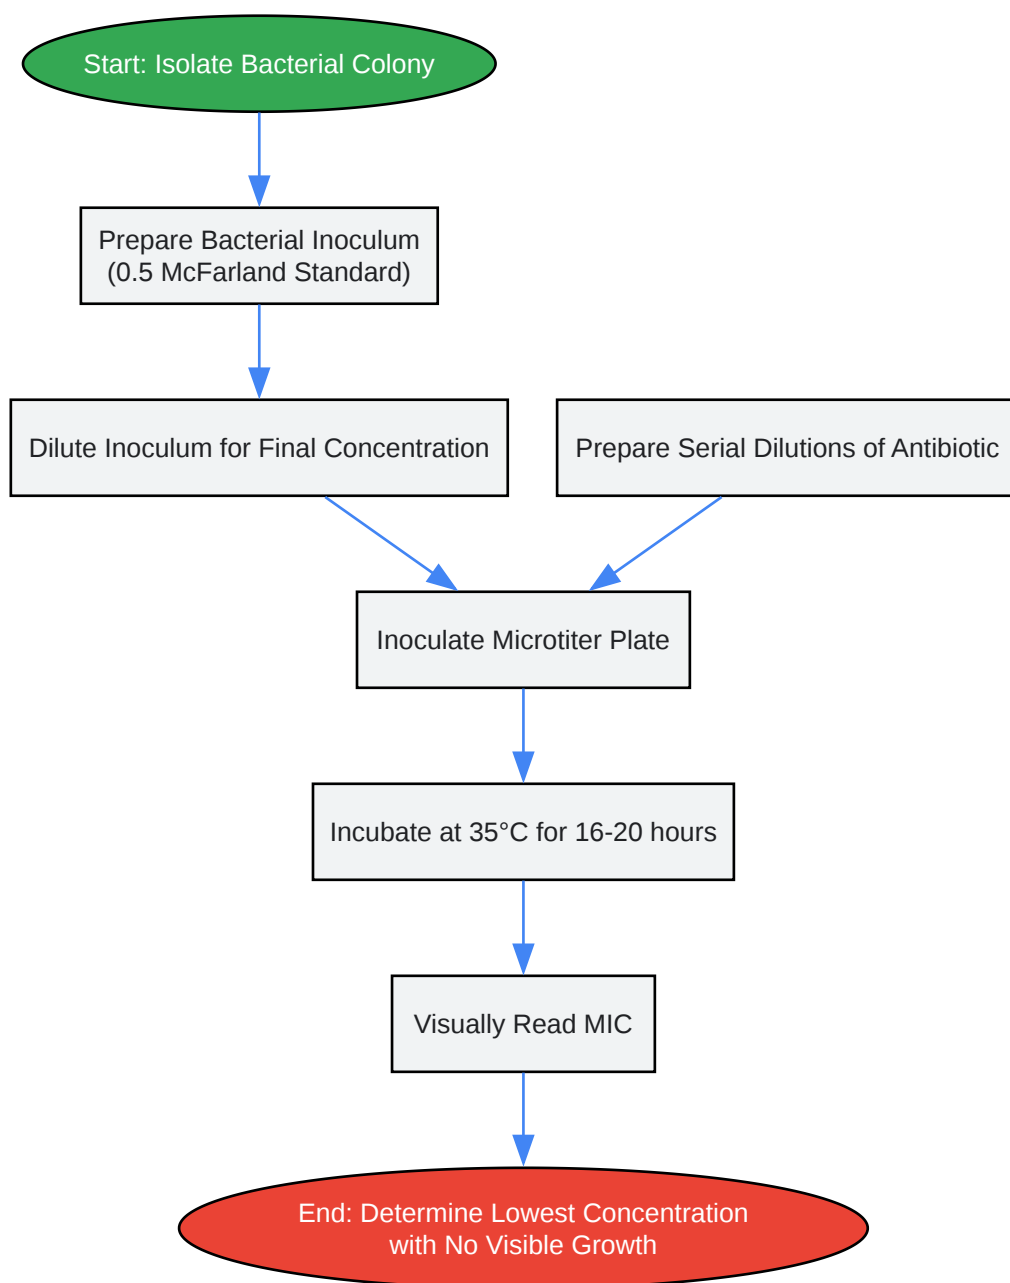 Start: Isolate Bacterial Colony
Prepare Bacterial Inoculum
(0.5 McFarland Standard)
Dilute Inoculum for Final Concentration
Prepare Serial Dilutions of Antibiotic
Inoculate Microtiter Plate
Incubate at 35°C for 16-20 hours
Visually Read MIC
End: Determine Lowest Concentration
with No Visible Growth